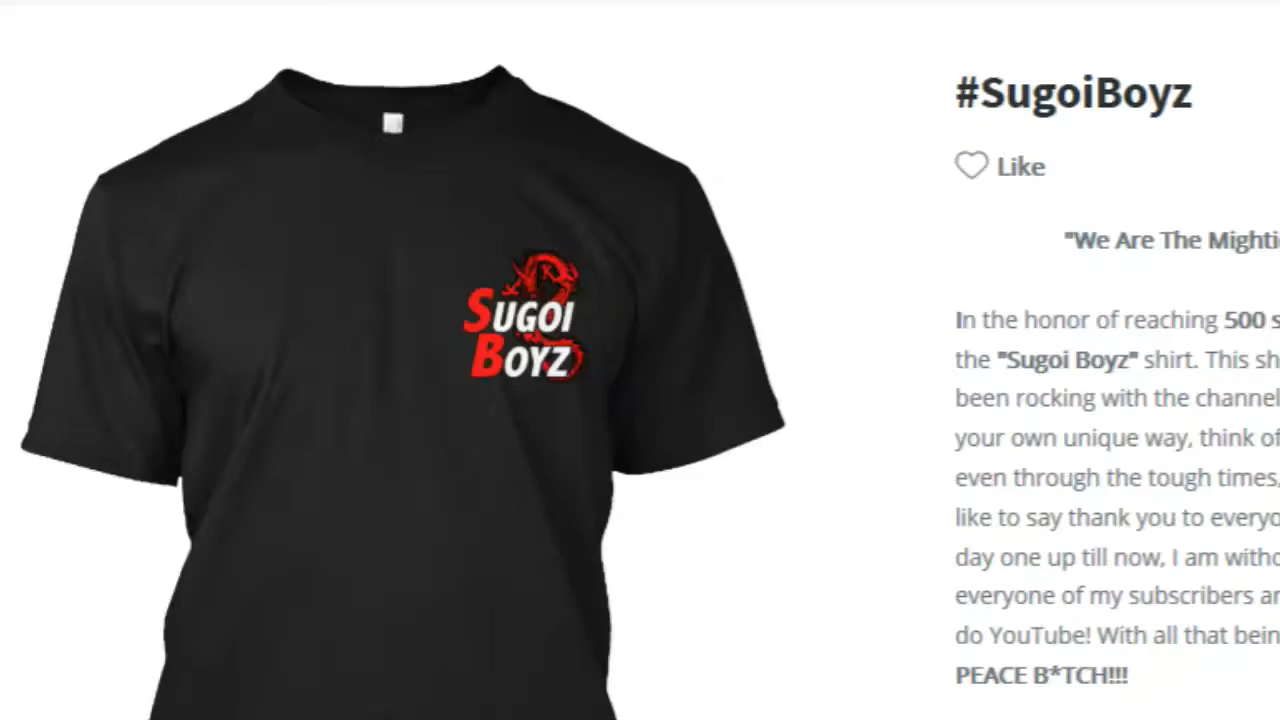 SUGOI
BOYZ
#SugoiBoyz
Like
"We Are The Mighti
In the honor of reaching 500 s
the "Sugoi Boyz" shirt. This sh
been rocking with the channel
your own unique way, think of
even through the tough times,
like to say thank you to everyo
day one up till now, I am witho
everyone of my subscribers an
do YouTube! With all that bein
PEACE B*TCH!!!